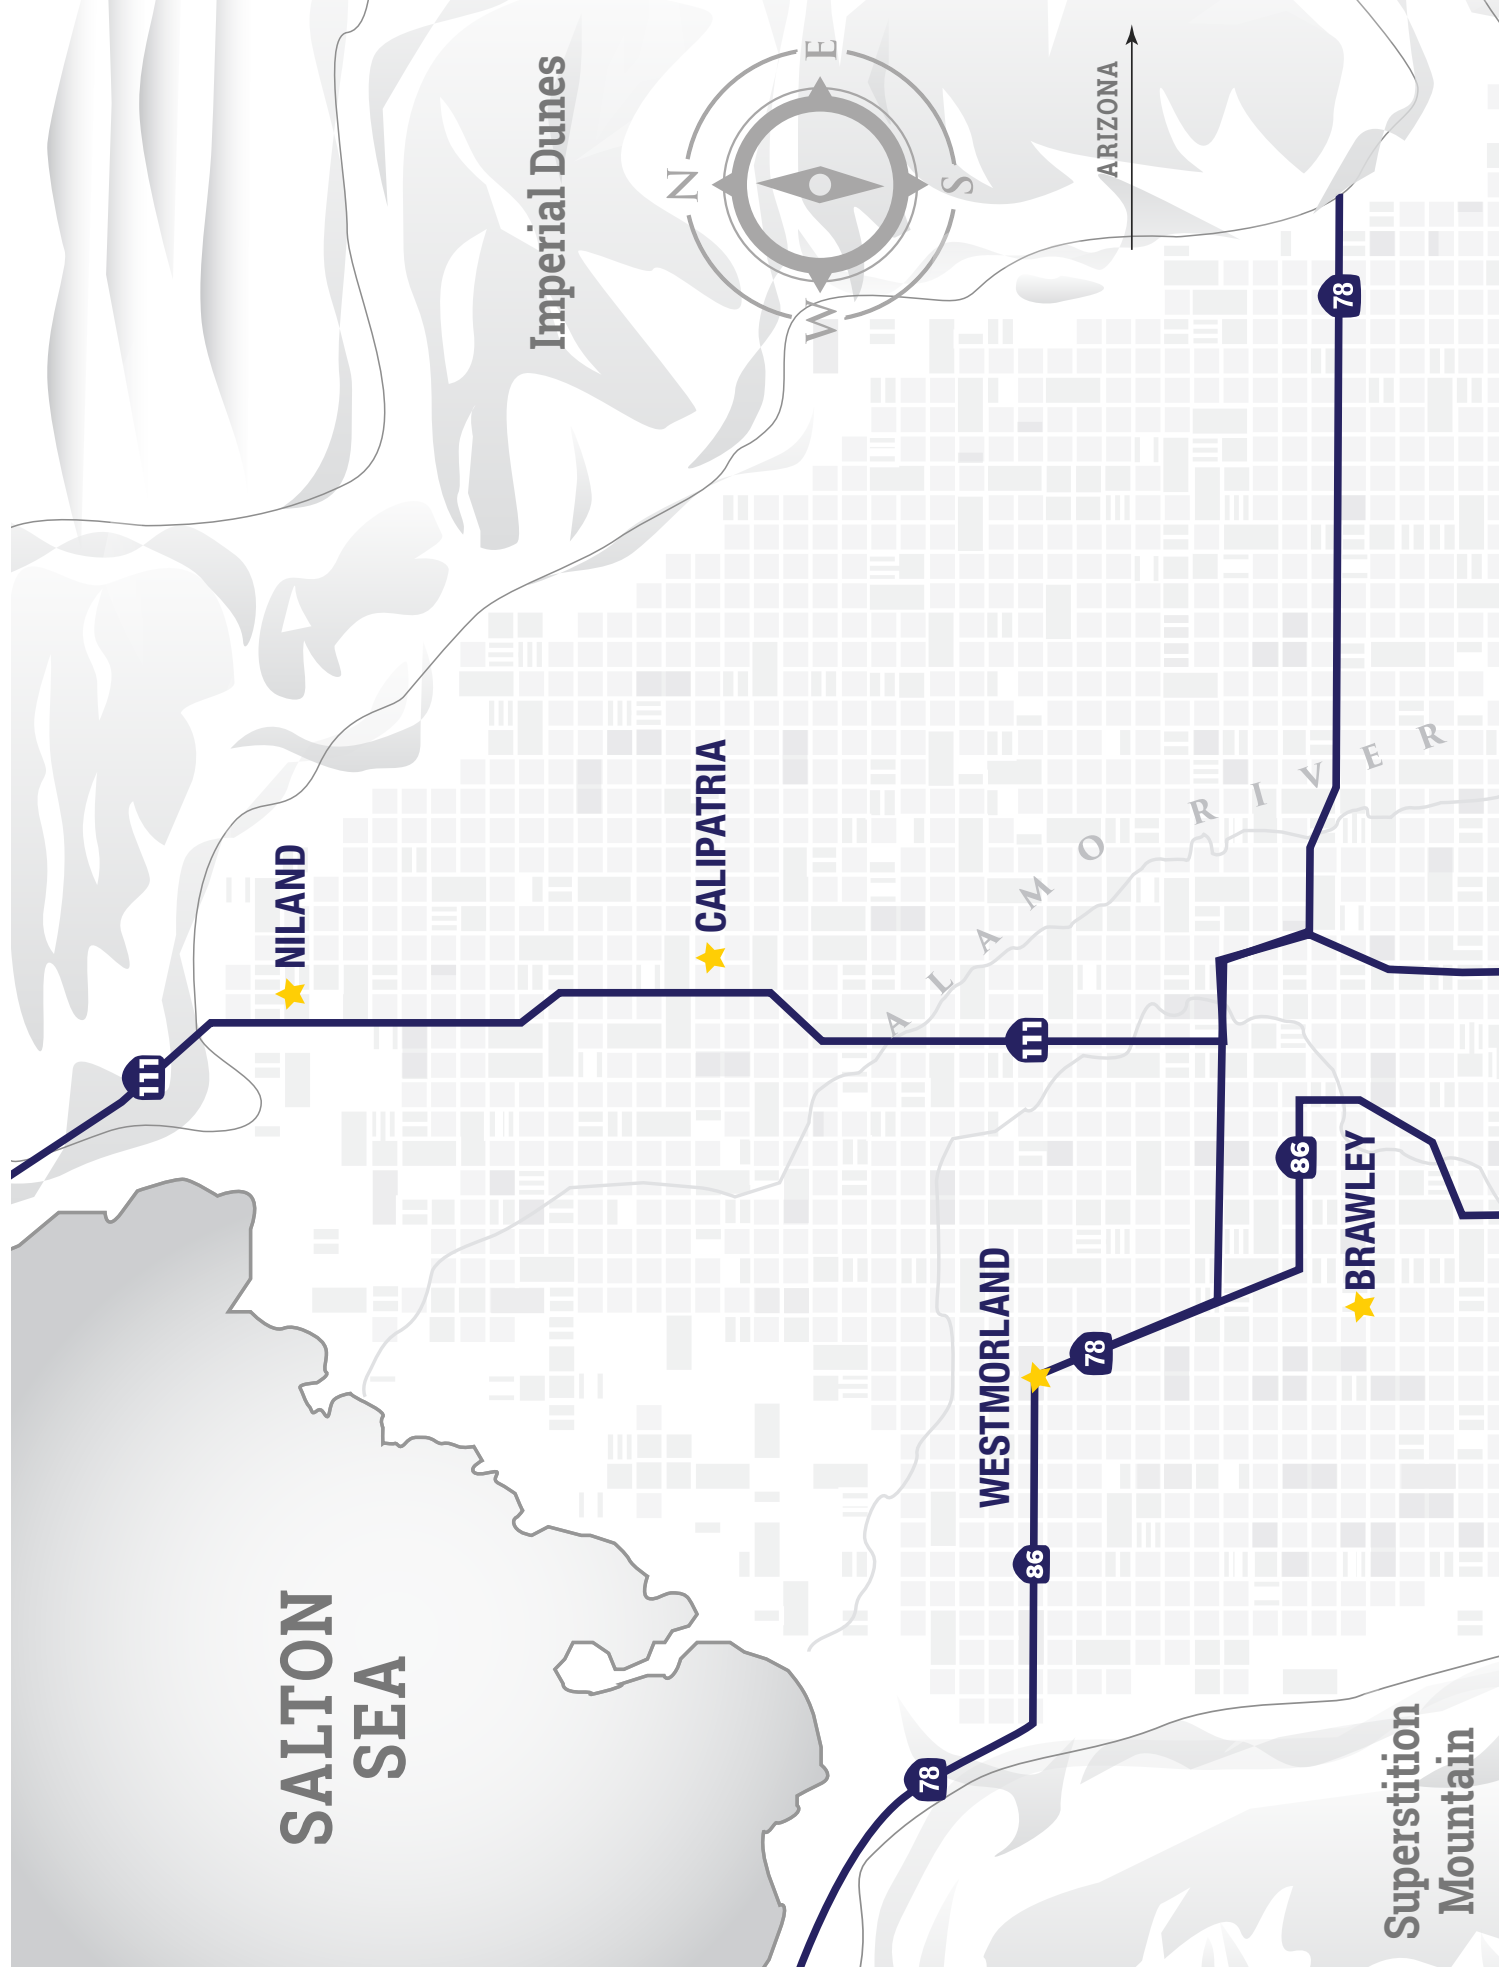 SALTON
SEA
NILAND
111
CALIPATRIA
Imperial Dunes
N
E
S
W
ARIZONA
ALAMO RIVER
111
WESTMORLAND
78
86
78
86
BRAWLEY
78
Superstition
Mountain